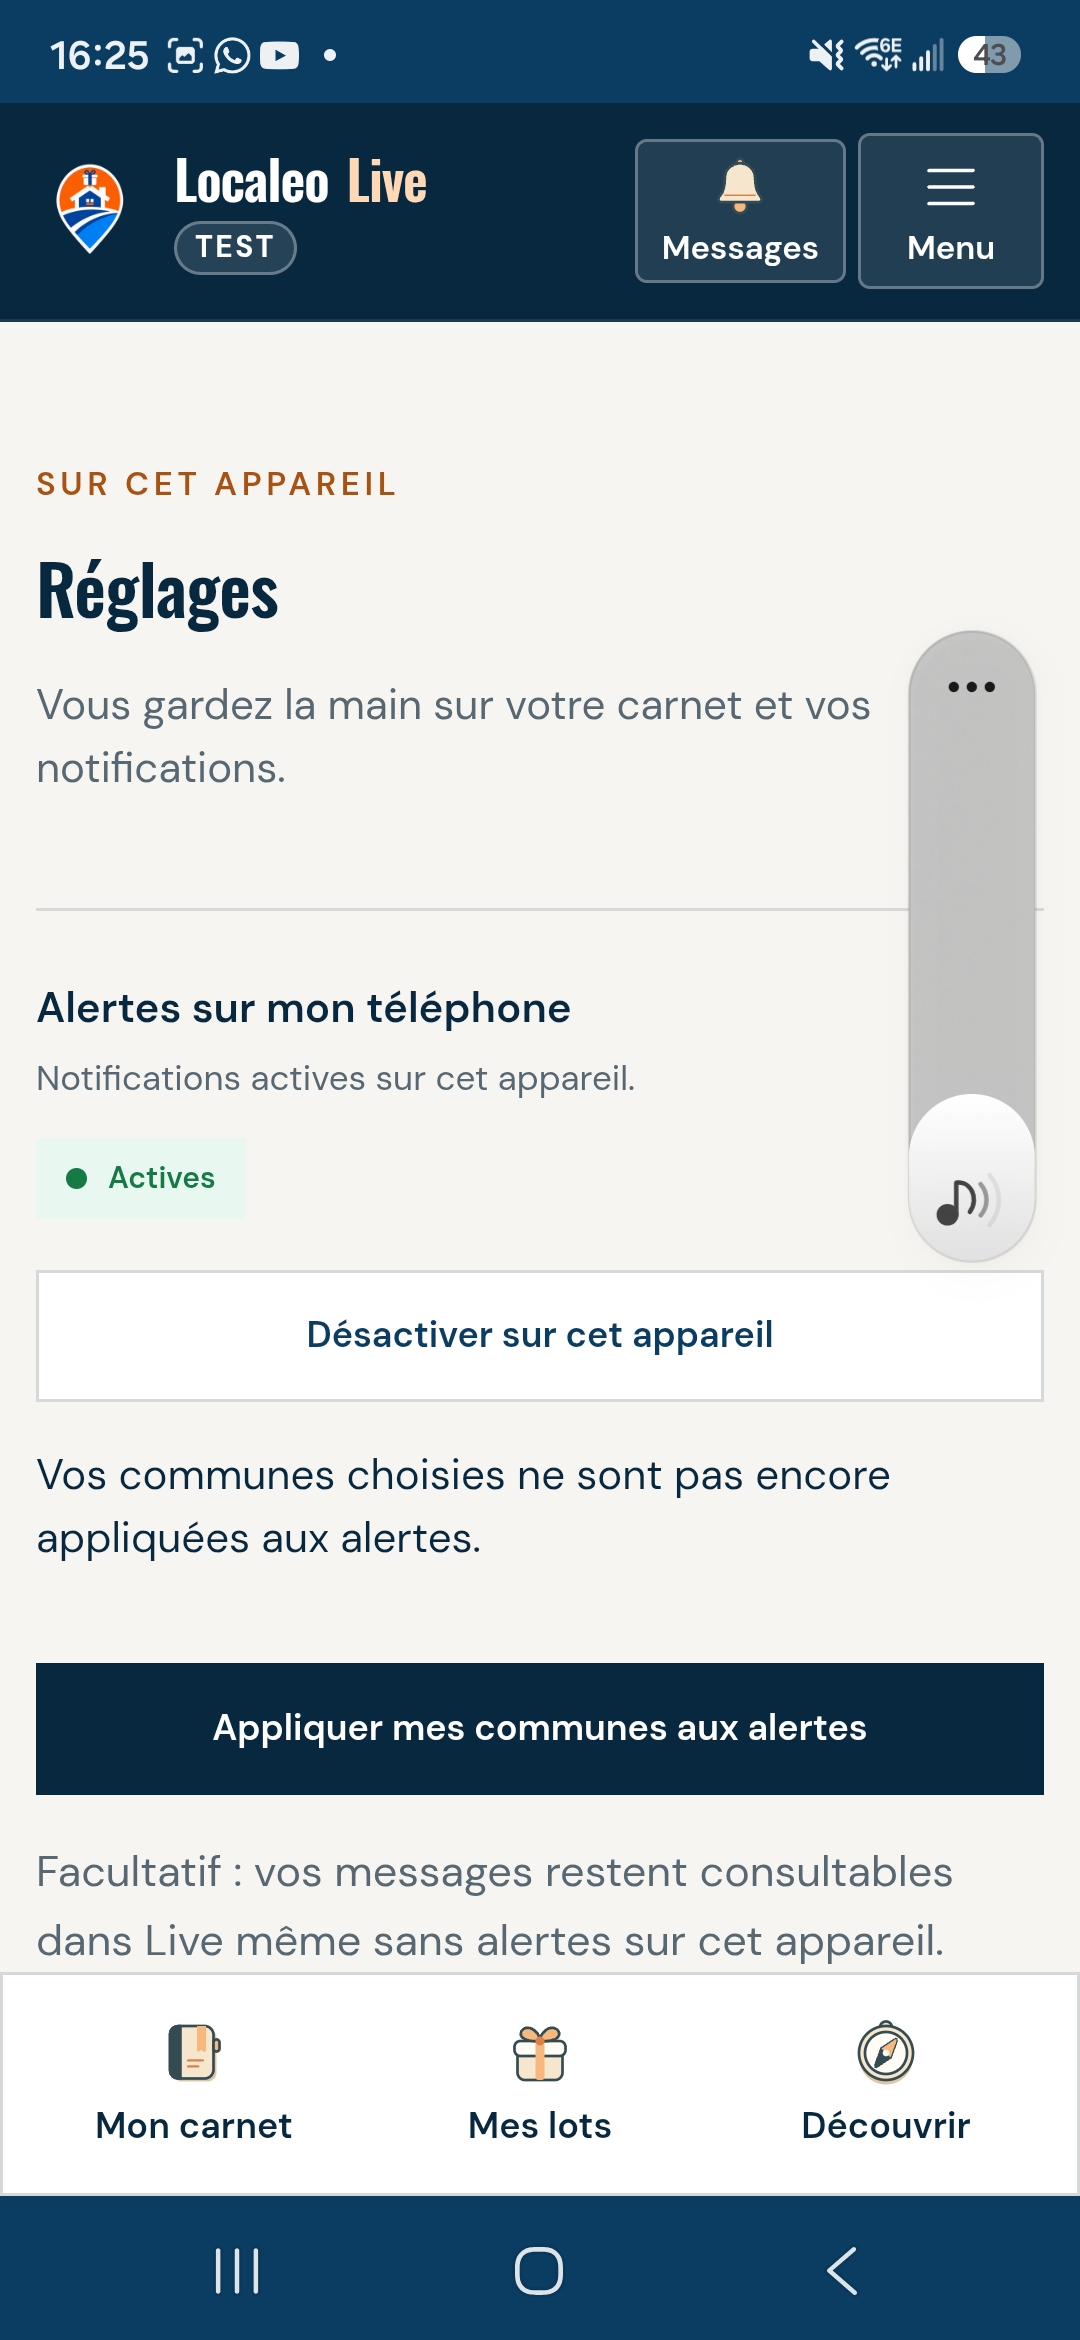 16:25
6E
43
Localeo Live
TEST
Messages
Menu
SUR CET APPAREIL
Réglages
Vous gardez la main sur votre carnet et vos
notifications.
Alertes sur mon téléphone
Notifications actives sur cet appareil.
Actives
Désactiver sur cet appareil
Vos communes choisies ne sont pas encore
appliquées aux alertes.
Appliquer mes communes aux alertes
Facultatif : vos messages restent consultables
dans Live même sans alertes sur cet appareil.
Mon carnet
Mes lots
Découvrir